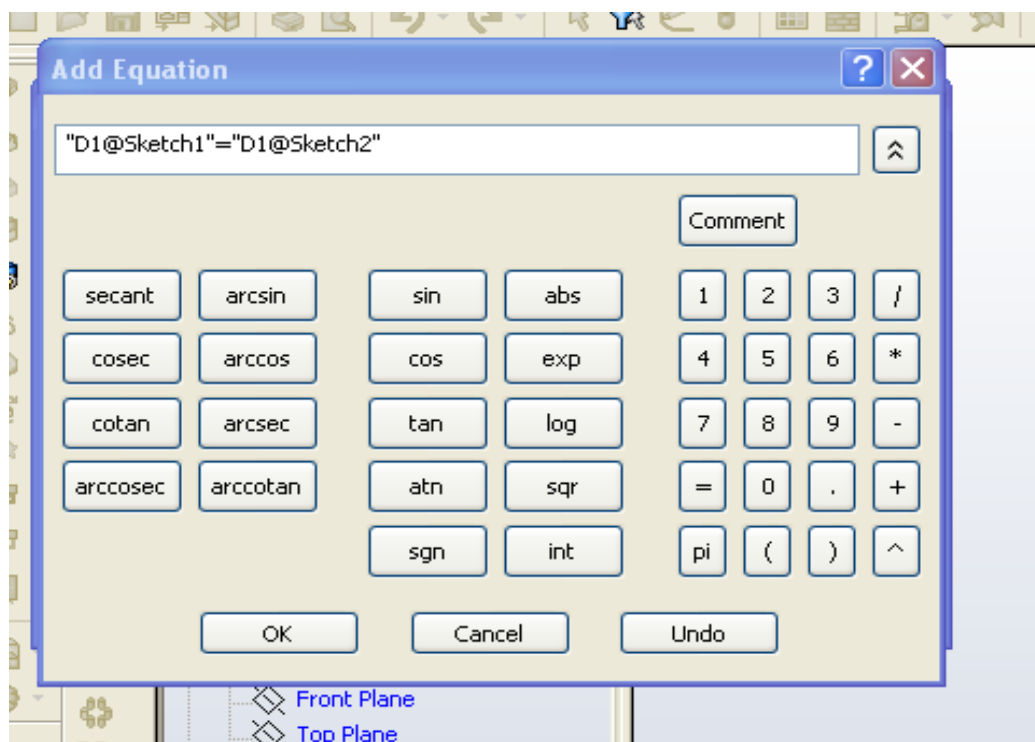 Add Equation
?
"D1@Sketch1"="D1@Sketch2"
Comment
secant arcsin sin abs 1 2 3 /
cosec arccos cos exp 4 5 6 *
cotan arcsec tan log 7 8 9 -
arccosec arccotan atn sqr = 0 . +
sgn int pi ( ) ^
OK Cancel Undo
Front Plane
Top Plane